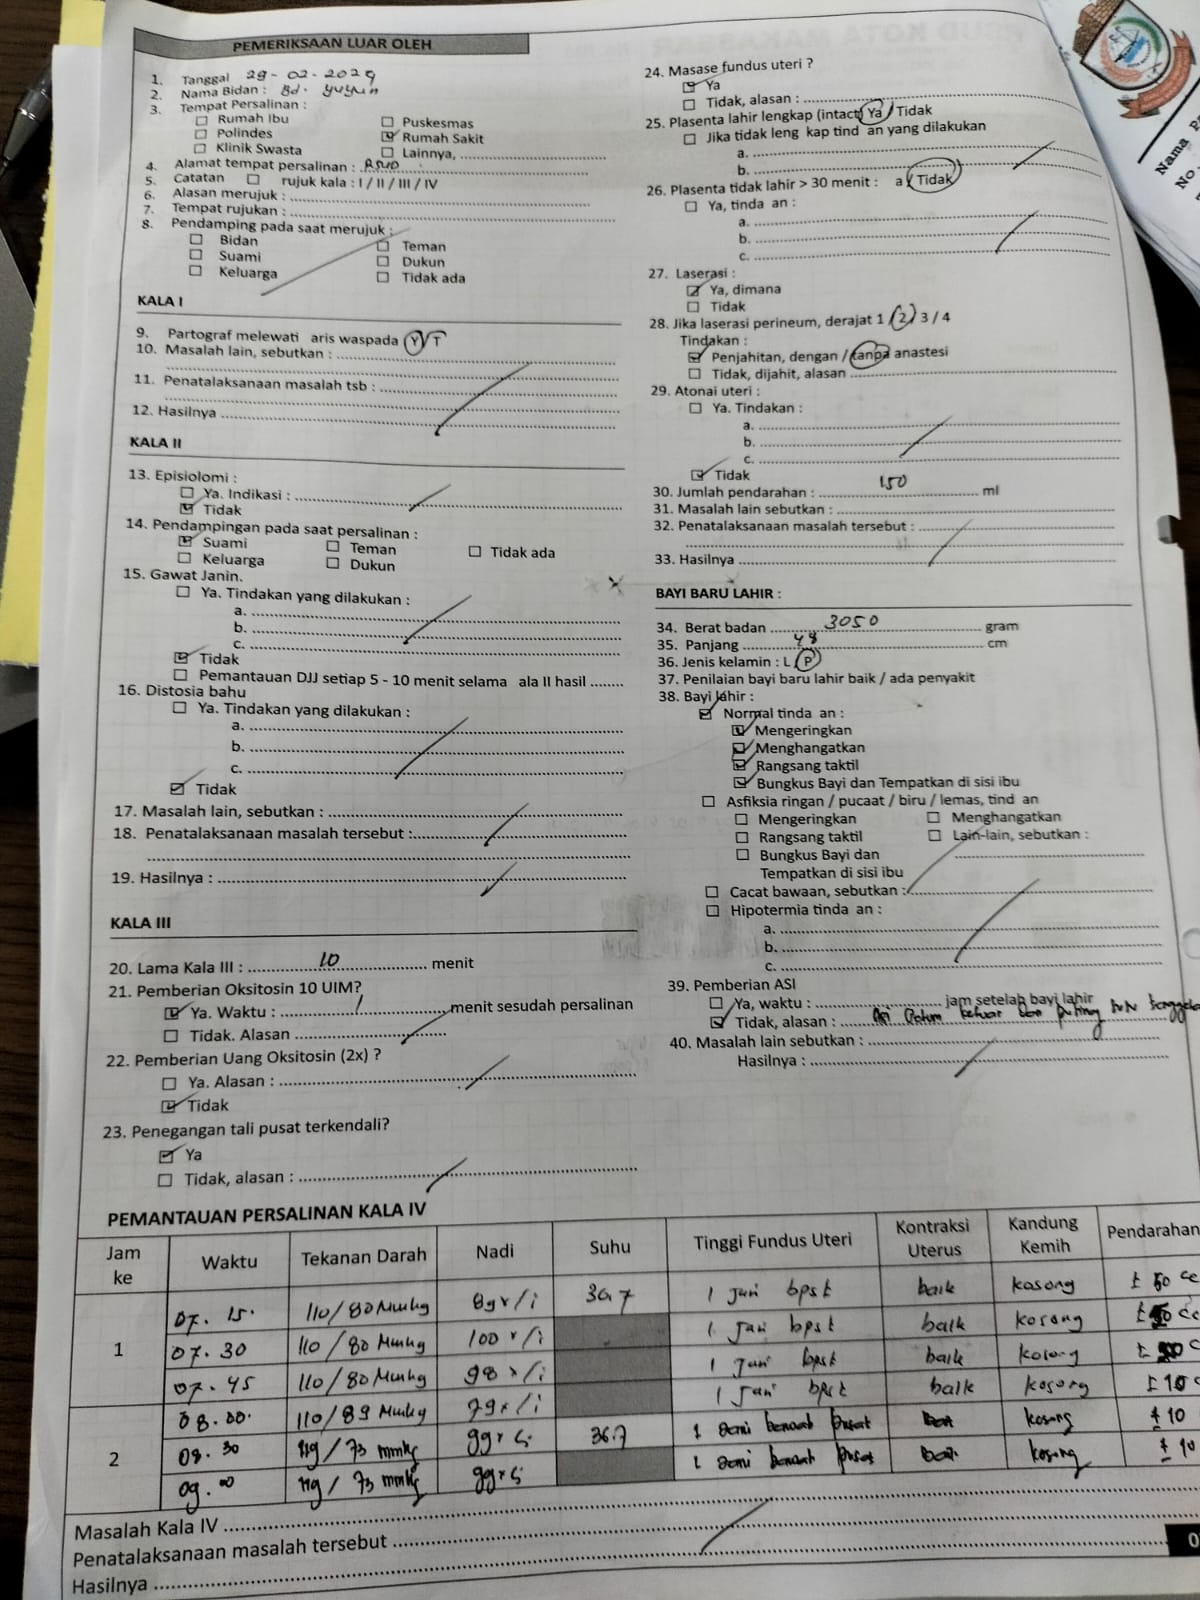 PEMERIKSAAN LUAR OLEH
1. Tanggal 29 - 02 - 2024
2. Nama Bidan : Bd. yuyun
3. Tempat Persalinan :
Rumah Ibu
Puskesmas
Polindes
Rumah Sakit
Klinik Swasta
Lainnya,
4. Alamat tempat persalinan : RSUD
5. Catatan rujuk kala : I / II / III / IV
6. Alasan merujuk :
7. Tempat rujukan :
8. Pendamping pada saat merujuk :
Bidan
Teman
Suami
Dukun
Keluarga
Tidak ada
KALA I
9. Partograf melewati aris waspada Y / T
10. Masalah lain, sebutkan :
11. Penatalaksanaan masalah tsb :
12. Hasilnya
KALA II
13. Episiolomi :
Ya. Indikasi :
Tidak
14. Pendampingan pada saat persalinan :
Suami
Teman
Tidak ada
Keluarga
Dukun
15. Gawat Janin.
Ya. Tindakan yang dilakukan :
a.
b.
c.
Tidak
Pemantauan DJJ setiap 5 - 10 menit selama ala II hasil
16. Distosia bahu
Ya. Tindakan yang dilakukan :
a.
b.
c.
Tidak
17. Masalah lain, sebutkan :
18. Penatalaksanaan masalah tersebut :
19. Hasilnya :
KALA III
20. Lama Kala III : 10 menit
21. Pemberian Oksitosin 10 UIM?
Ya. Waktu : 1 menit sesudah persalinan
Tidak. Alasan
22. Pemberian Uang Oksitosin (2x) ?
Ya. Alasan :
Tidak
23. Penegangan tali pusat terkendali?
Ya
Tidak, alasan :
24. Masase fundus uteri ?
Ya
Tidak, alasan :
25. Plasenta lahir lengkap (intact) Ya / Tidak
Jika tidak leng kap tind an yang dilakukan
a.
b.
26. Plasenta tidak lahir > 30 menit : a / Tidak
Ya, tinda an :
a.
b.
c.
27. Laserasi :
Ya, dimana
Tidak
28. Jika laserasi perineum, derajat 1 / 2 / 3 / 4
Tindakan :
Penjahitan, dengan / tanpa anastesi
Tidak, dijahit, alasan
29. Atonai uteri :
Ya. Tindakan :
a.
b.
c.
Tidak
30. Jumlah pendarahan : 150 ml
31. Masalah lain sebutkan :
32. Penatalaksanaan masalah tersebut :
33. Hasilnya
BAYI BARU LAHIR :
34. Berat badan 3050 gram
35. Panjang 48 cm
36. Jenis kelamin : L / P
37. Penilaian bayi baru lahir baik / ada penyakit
38. Bayi lahir :
Normal tinda an :
Mengeringkan
Menghangatkan
Rangsang taktil
Bungkus Bayi dan Tempatkan di sisi ibu
Asfiksia ringan / pucaat / biru / lemas, tind an
Mengeringkan
Menghangatkan
Rangsang taktil
Lain-lain, sebutkan :
Bungkus Bayi dan
Tempatkan di sisi ibu
Cacat bawaan, sebutkan :
Hipotermia tinda an :
a.
b.
c.
39. Pemberian ASI
Ya, waktu : jam setelah bayi lahir
Tidak, alasan : keluar puting
40. Masalah lain sebutkan :
Hasilnya :
PEMANTAUAN PERSALINAN KALA IV
Jam ke Waktu Tekanan Darah Nadi Suhu Tinggi Fundus Uteri Kontraksi Uterus Kandung Kemih Pendarahan
1 07. 15. 110/80 MmHg 89 x/i 36,7 1 Jari bpst baik kosong
07. 30 110/80 MmHg 100 x/i 1 Jari bpst baik kosong
07. 45 110/80 MmHg 98 x/i 1 Jari bpst baik kosong
08. 00. 110/89 MmHg 79 x/i 1 Jari bpst baik kosong ± 10 c
2 08. 30 119/73 mmHg 99 x 36.7 1 Jari bawah pusat kosong ± 10
09. 00 119/73 mmHg 99 x 1 Jari bawah pusat kosong ± 10
Masalah Kala IV
Penatalaksanaan masalah tersebut
Hasilnya
Nama
No